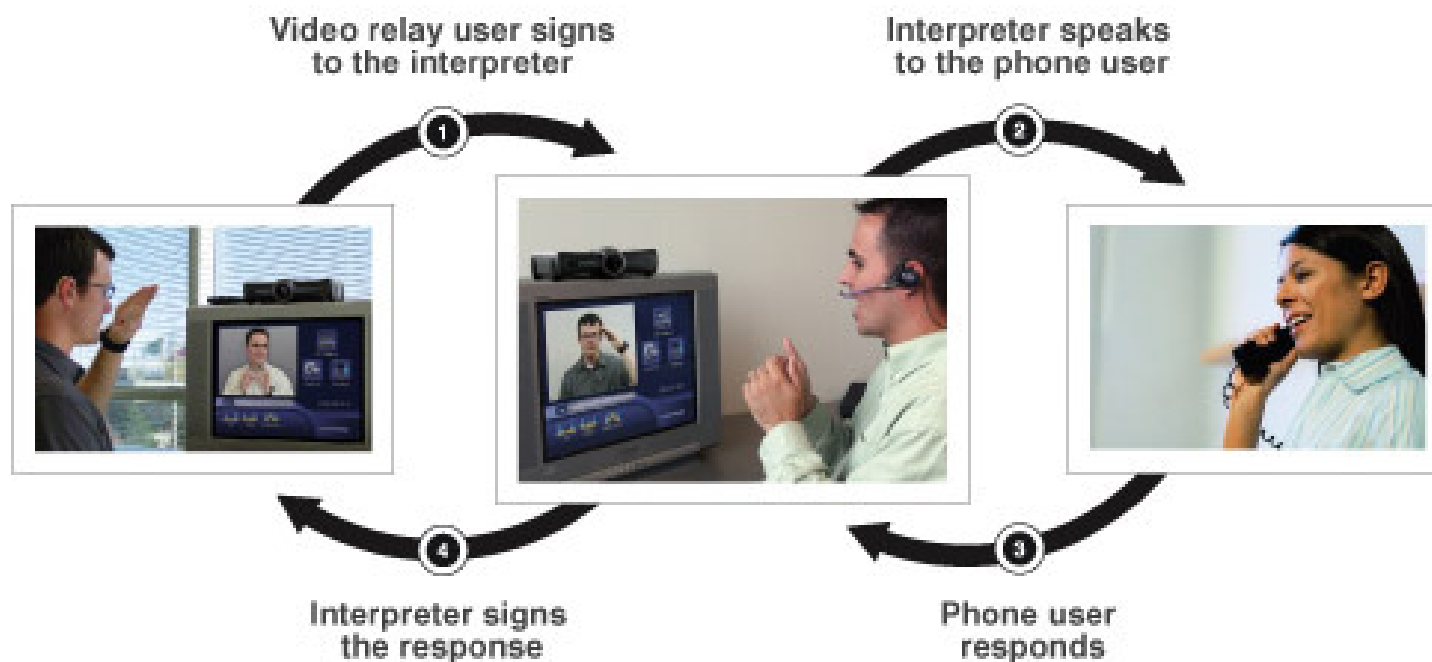 Video relay user signs
to the interpreter
1
Interpreter speaks
to the phone user
2
3
Phone user
responds
4
Interpreter signs
the response